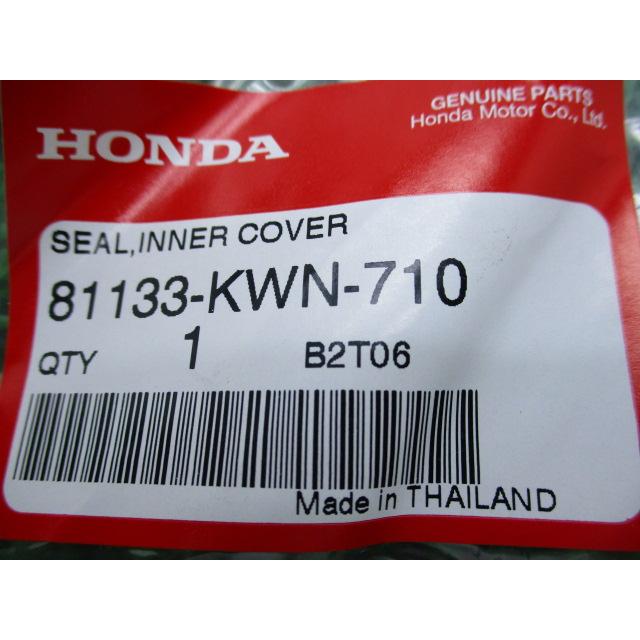 GENUINE PARTS
Honda Motor Co., Ltd.
HONDA
SEAL,INNER COVER
81133-KWN-710
QTY 1 B2T06
Made in THAILAND